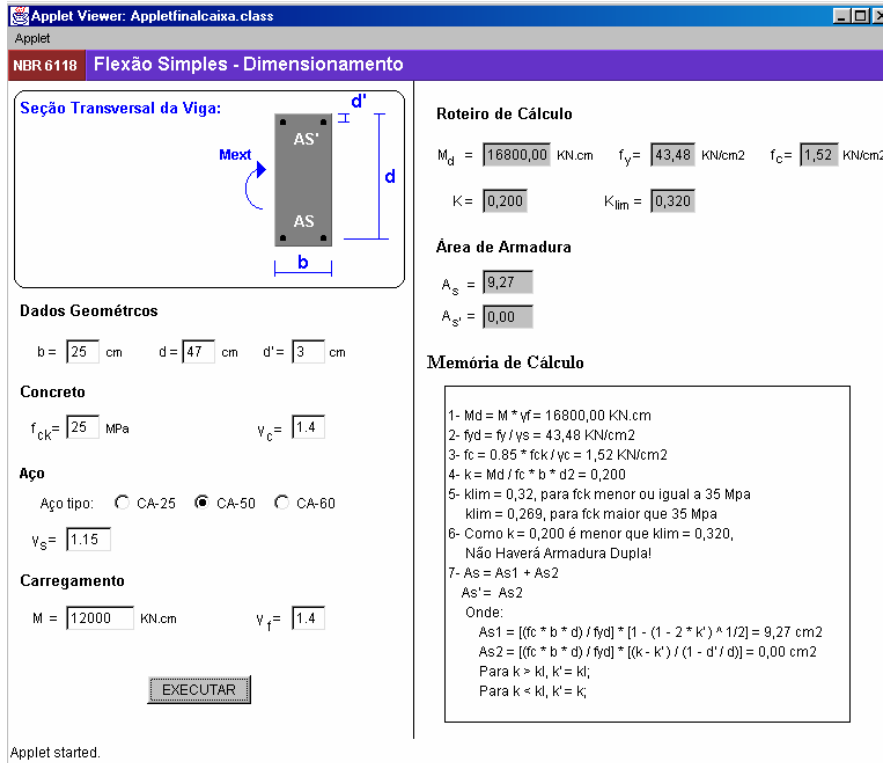 Applet Viewer: Appletfinalcaixa.class
Applet
NBR 6118 Flexão Simples - Dimensionamento
Seção Transversal da Viga:
d'
AS'
Mext
d
AS
b
Dados Geométrcos
b = 25 cm d = 47 cm d' = 3 cm
Concreto
fck = 25 MPa γc = 1.4
Aço
Aço tipo: CA-25 CA-50 CA-60
γs = 1.15
Carregamento
M = 12000 KN.cm γf = 1.4
EXECUTAR
Roteiro de Cálculo
Md = 16800,00 KN.cm fy = 43,48 KN/cm2 fc = 1,52 KN/cm2
K = 0,200 Klim = 0,320
Área de Armadura
As = 9,27
As' = 0,00
Memória de Cálculo
1- Md = M * γf = 16800,00 KN.cm
2- fyd = fy / γs = 43,48 KN/cm2
3- fc = 0.85 * fck / γc = 1,52 KN/cm2
4- k = Md / fc * b * d2 = 0,200
5- klim = 0,32, para fck menor ou igual a 35 Mpa
klim = 0,269, para fck maior que 35 Mpa
6- Como k = 0,200 é menor que klim = 0,320,
Não Haverá Armadura Dupla!
7- As = As1 + As2
As' = As2
Onde:
As1 = [(fc * b * d) / fyd] * [1 - (1 - 2 * k') ^ 1/2] = 9,27 cm2
As2 = [(fc * b * d) / fyd] * [(k - k') / (1 - d' / d)] = 0,00 cm2
Para k > kl, k' = kl;
Para k < kl, k' = k;
Applet started.